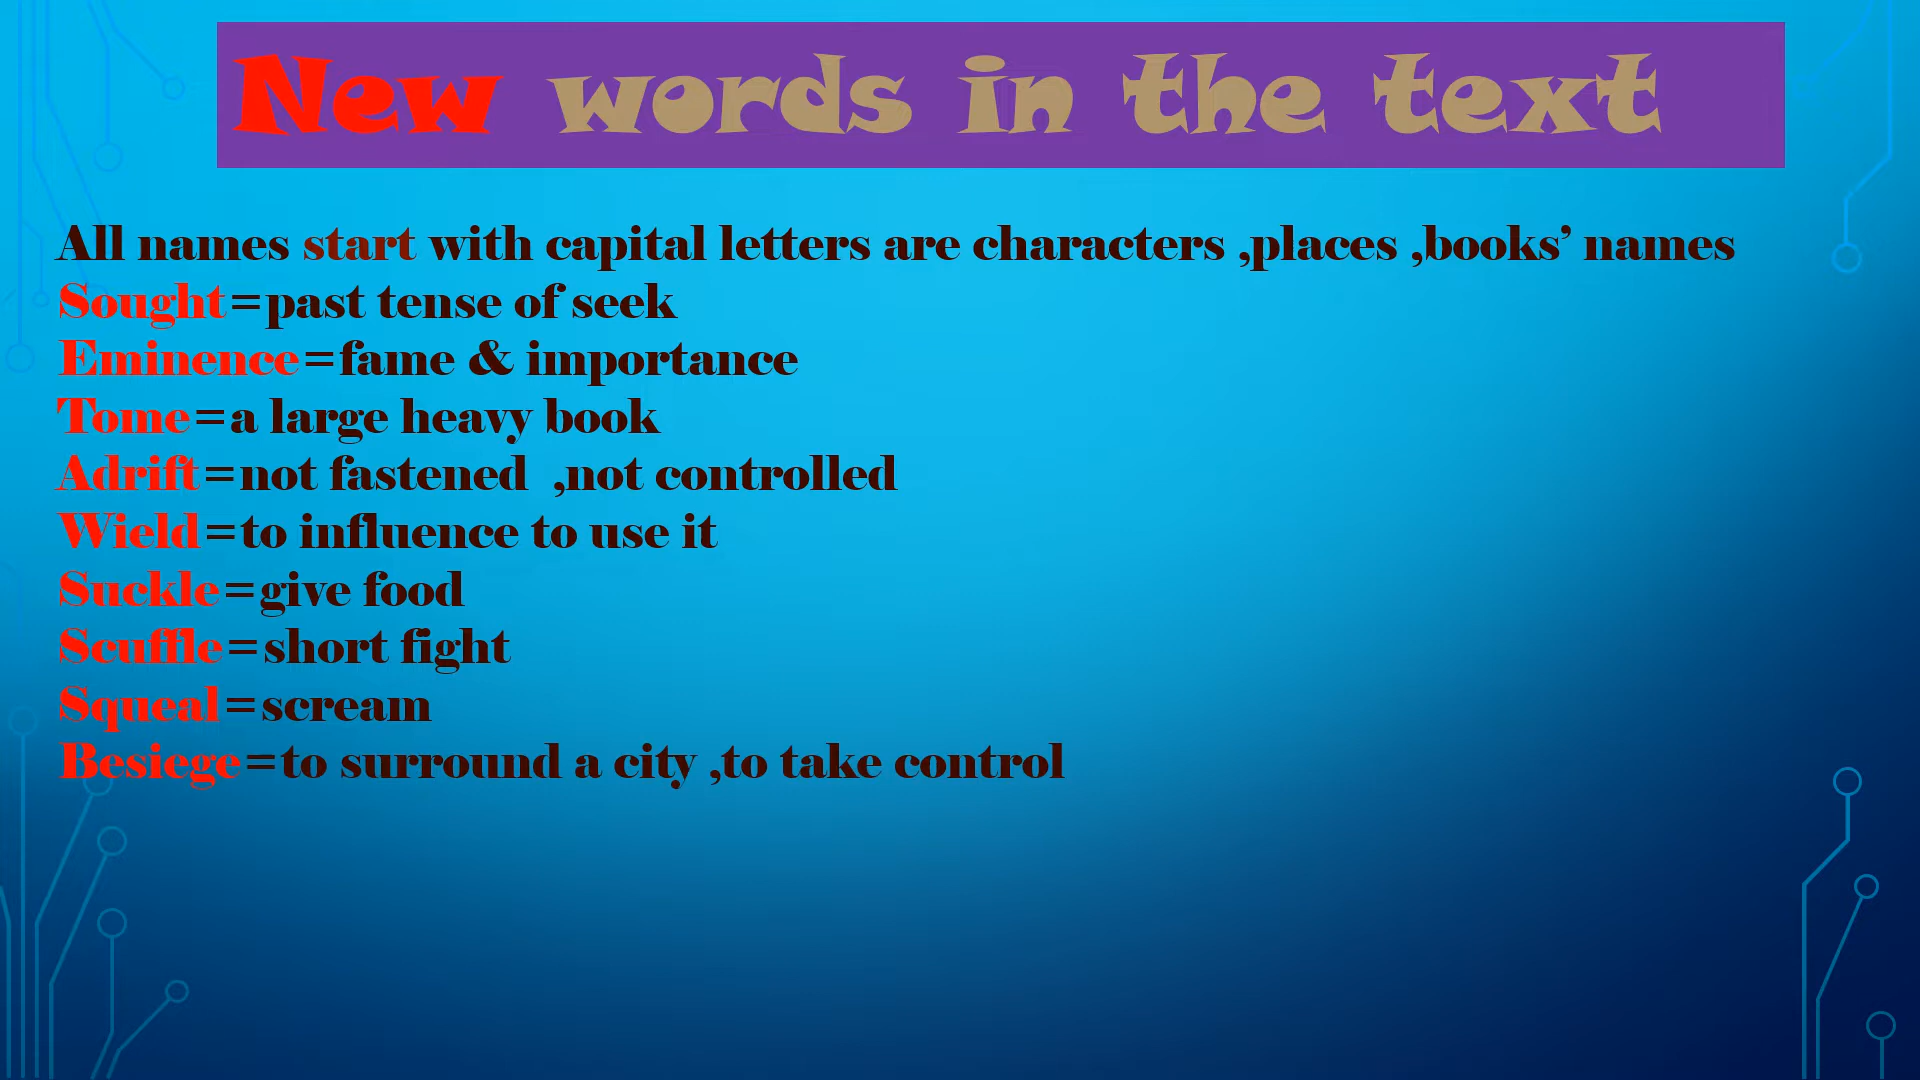 New words in the text
All names start with capital letters are characters ,places ,books’ names
Sought=past tense of seek
Eminence=fame & importance
Tome=a large heavy book
Adrift=not fastened ,not controlled
Wield=to influence to use it
Suckle=give food
Scuffle=short fight
Squeal=scream
Besiege=to surround a city ,to take control